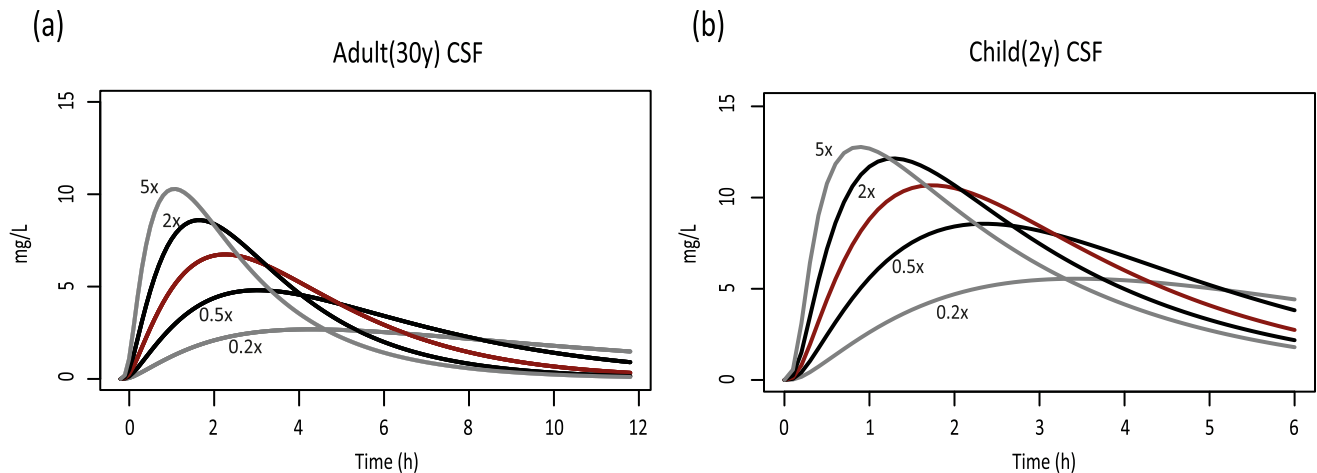 (a)
Adult(30y) CSF
mg/L
15
10
5
0
5x
2x
0.5x
0.2x
0 2 4 6 8 10 12
Time (h)
(b)
Child(2y) CSF
mg/L
15
10
5
0
5x
2x
0.5x
0.2x
0 1 2 3 4 5 6
Time (h)